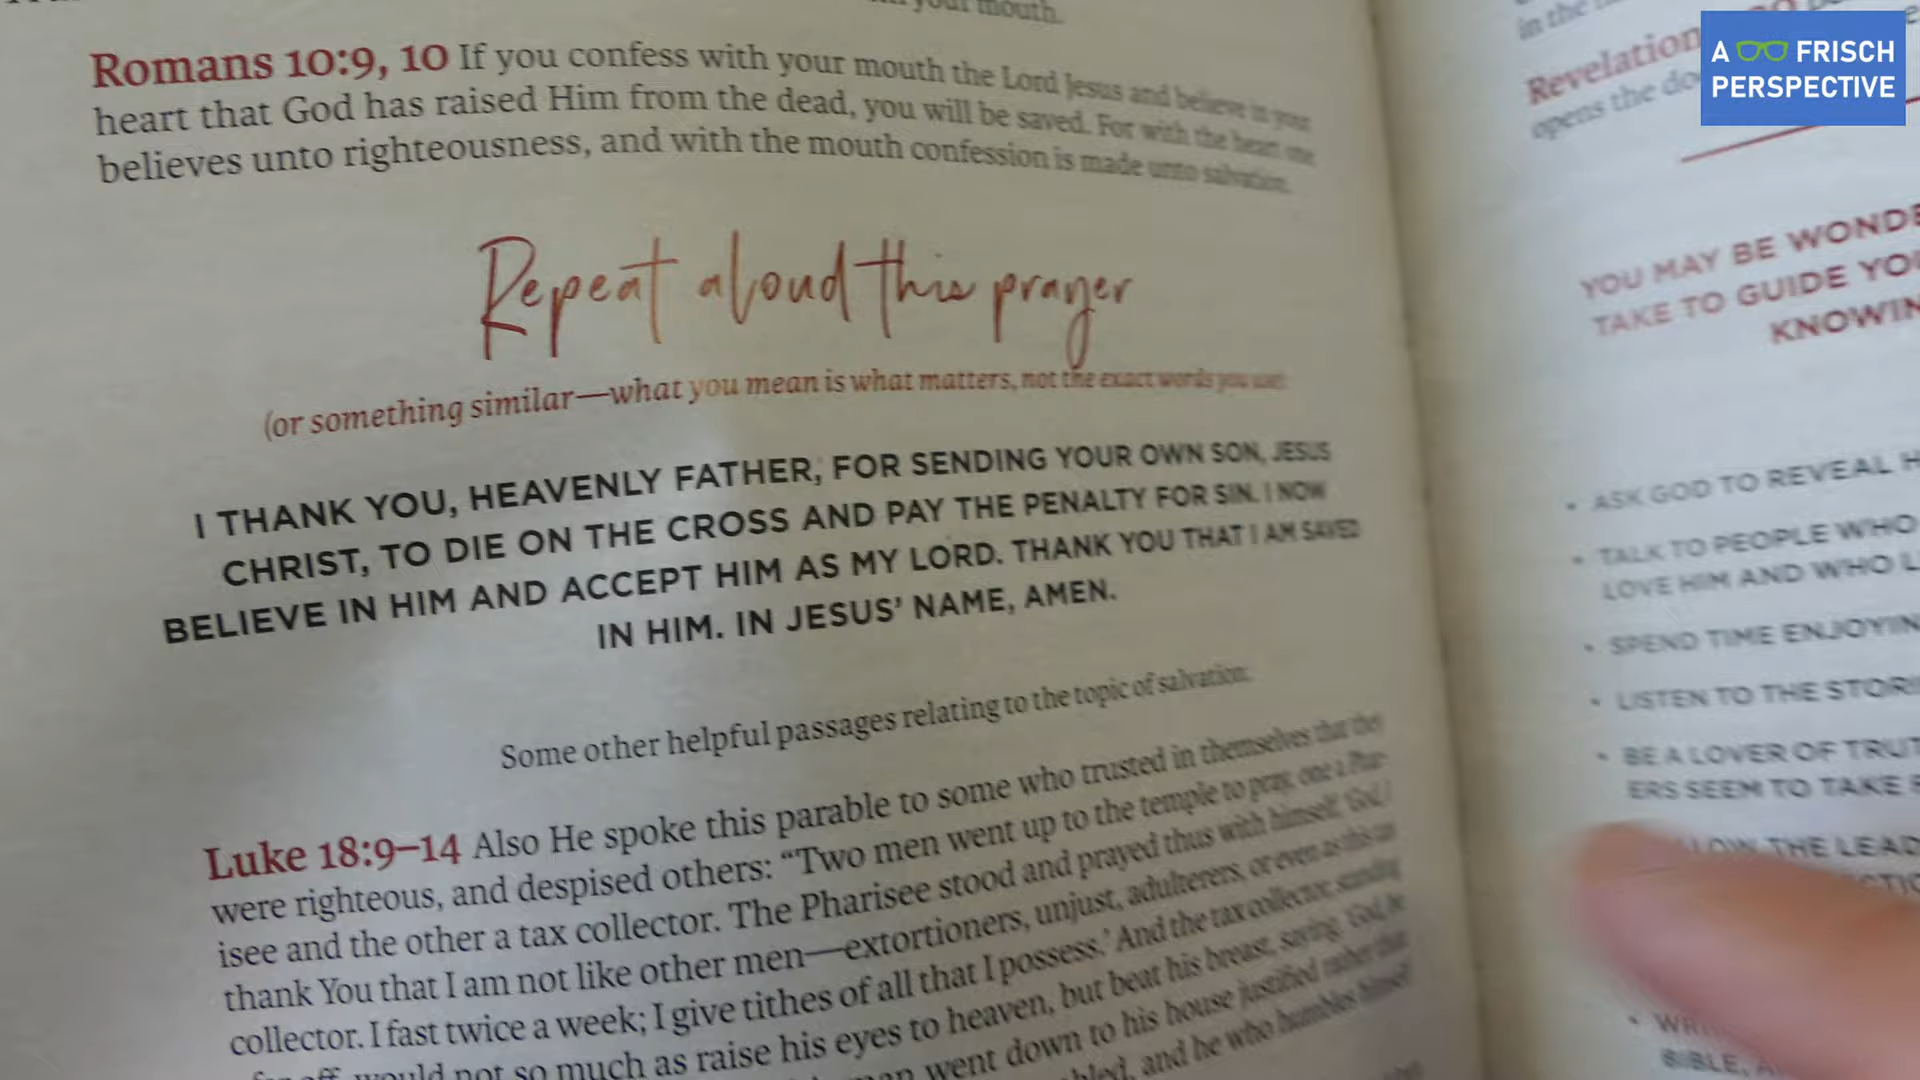 your mouth.
Romans 10:9, 10 If you confess with your mouth the Lord Jesus and believe in your
heart that God has raised Him from the dead, you will be saved. For with the heart one
believes unto righteousness, and with the mouth confession is made unto salvation.
Repeat aloud this prayer
(or something similar—what you mean is what matters, not the exact words you use)
I THANK YOU, HEAVENLY FATHER, FOR SENDING YOUR OWN SON, JESUS
CHRIST, TO DIE ON THE CROSS AND PAY THE PENALTY FOR SIN. I NOW
BELIEVE IN HIM AND ACCEPT HIM AS MY LORD. THANK YOU THAT I AM SAVED
IN HIM. IN JESUS’ NAME, AMEN.
Some other helpful passages relating to the topic of salvation:
Luke 18:9–14 Also He spoke this parable to some who trusted in themselves that they
were righteous, and despised others: “Two men went up to the temple to pray, one a Phar-
isee and the other a tax collector. The Pharisee stood and prayed thus with himself, ‘God, I
thank You that I am not like other men—extortioners, unjust, adulterers, or even as this tax
collector. I fast twice a week; I give tithes of all that I possess.’ And the tax collector, standing
off, would not so much as raise his eyes to heaven, but beat his breast, saying, ‘God, be
man went down to his house justified rather than
and he who humbles himself
in the
Revelation
opens the
YOU MAY BE
TAKE TO GUIDE
• ASK GOD TO REVEAL
• TALK TO PEOPLE WHO
LOVE HIM AND WHO
• SPEND TIME
• LISTEN TO THE
• BE A LOVER OF
ERS SEEM TO TAKE
THE
BIBLE,
A FRISCH
PERSPECTIVE